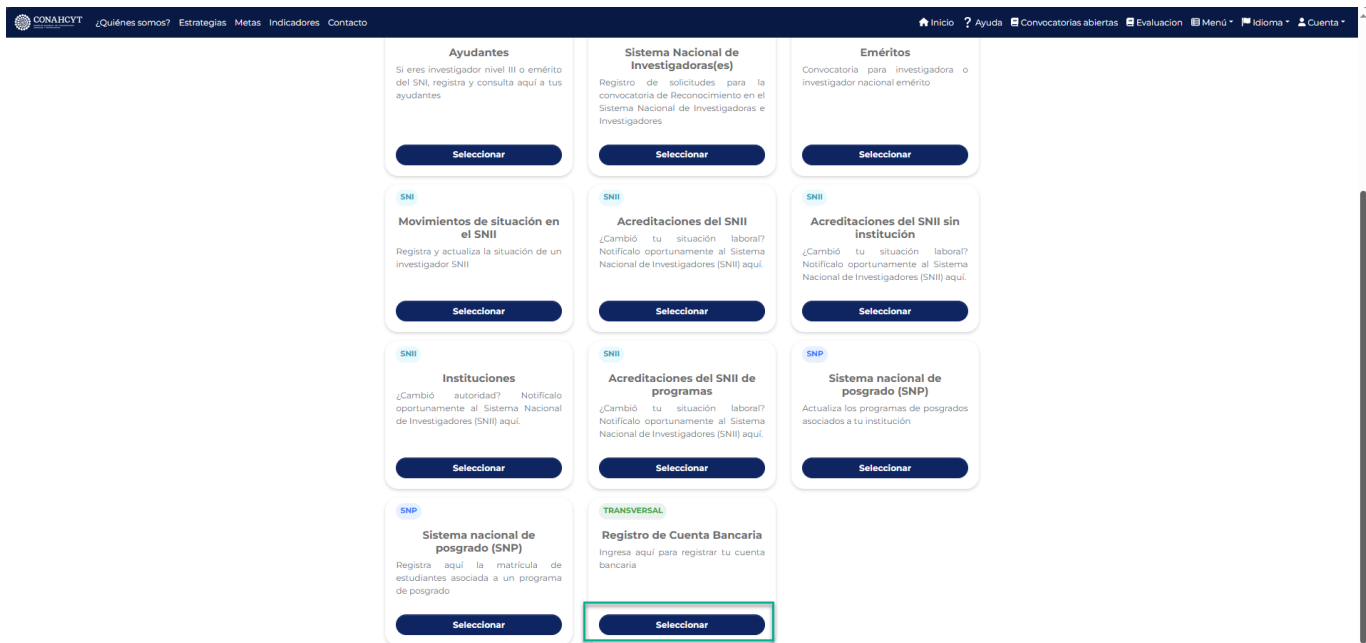 CONAHCYT ¿Quiénes somos? Estrategias Metas Indicadores Contacto Inicio ? Ayuda Convocatorias abiertas Evaluacion Menú Idioma Cuenta
Ayudantes
Si eres investigador nivel III o emérito
del SNI, registra y consulta aquí a tus
ayudantes
Seleccionar
Sistema Nacional de
Investigadoras(es)
Registro de solicitudes para la
convocatoria de Reconocimiento en el
Sistema Nacional de Investigadoras e
Investigadores
Seleccionar
Eméritos
Convocatoria para investigadora o
investigador nacional emérito
Seleccionar
SNI
Movimientos de situación en
el SNII
Registra y actualiza la situación de un
investigador SNII
Seleccionar
SNII
Acreditaciones del SNII
¿Cambió tu situación laboral?
Notifícalo oportunamente al Sistema
Nacional de Investigadores (SNII) aquí.
Seleccionar
SNII
Acreditaciones del SNII sin
institución
¿Cambió tu situación laboral?
Notifícalo oportunamente al Sistema
Nacional de Investigadores (SNII) aquí.
Seleccionar
SNII
Instituciones
¿Cambió autoridad? Notifícalo
oportunamente al Sistema Nacional
de Investigadores (SNII) aquí.
Seleccionar
SNII
Acreditaciones del SNII de
programas
¿Cambió tu situación laboral?
Notifícalo oportunamente al Sistema
Nacional de Investigadores (SNII) aquí.
Seleccionar
SNP
Sistema nacional de
posgrado (SNP)
Actualiza los programas de posgrados
asociados a tu institución
Seleccionar
SNP
Sistema nacional de
posgrado (SNP)
Registra aquí la matrícula de
estudiantes asociada a un programa
de posgrado
Seleccionar
TRANSVERSAL
Registro de Cuenta Bancaria
Ingresa aquí para registrar tu cuenta
bancaria
Seleccionar